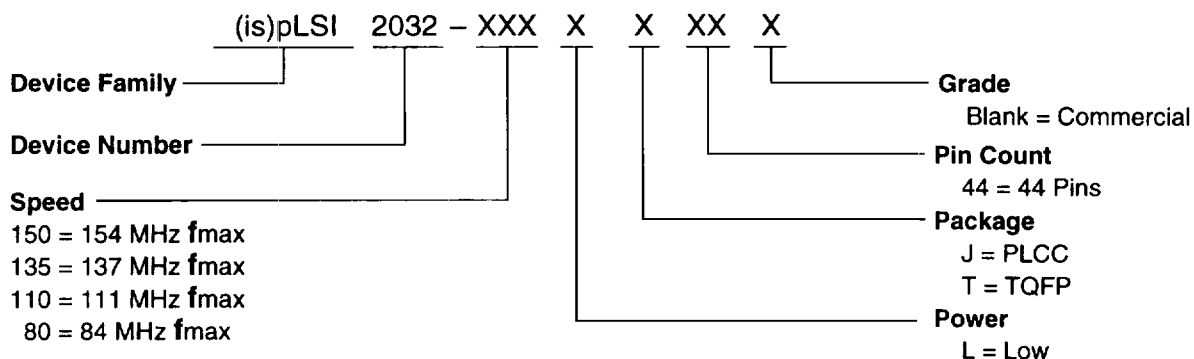 (is)pLSI 2032 – XXX X X XX X
Device Family
Device Number
Speed
150 = 154 MHz fmax
135 = 137 MHz fmax
110 = 111 MHz fmax
80 = 84 MHz fmax
Grade
Blank = Commercial
Pin Count
44 = 44 Pins
Package
J = PLCC
T = TQFP
Power
L = Low